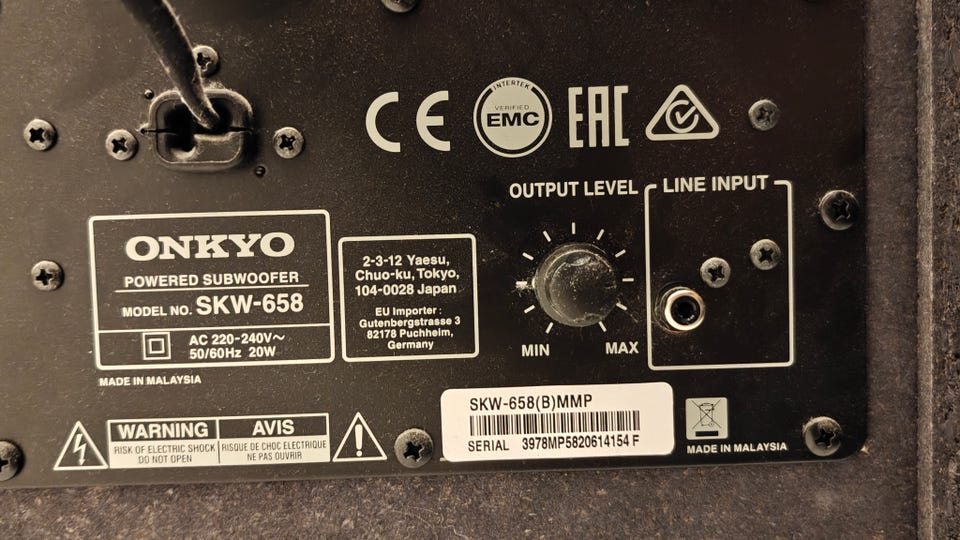 CE
INTERTEK
VERIFIED
EMC
EAC
OUTPUT LEVEL
LINE INPUT
MIN
MAX
ONKYO
POWERED SUBWOOFER
MODEL NO. SKW-658
AC 220-240V~
50/60Hz 20W
MADE IN MALAYSIA
2-3-12 Yaesu,
Chuo-ku, Tokyo,
104-0028 Japan
EU Importer :
Gutenbergstrasse 3
82178 Puchheim,
Germany
WARNING
RISK OF ELECTRIC SHOCK
DO NOT OPEN
AVIS
RISQUE DE CHOC ELECTRIQUE
NE PAS OUVRIR
SKW-658(B)MMP
SERIAL 3978MP5820614154 F
MADE IN MALAYSIA